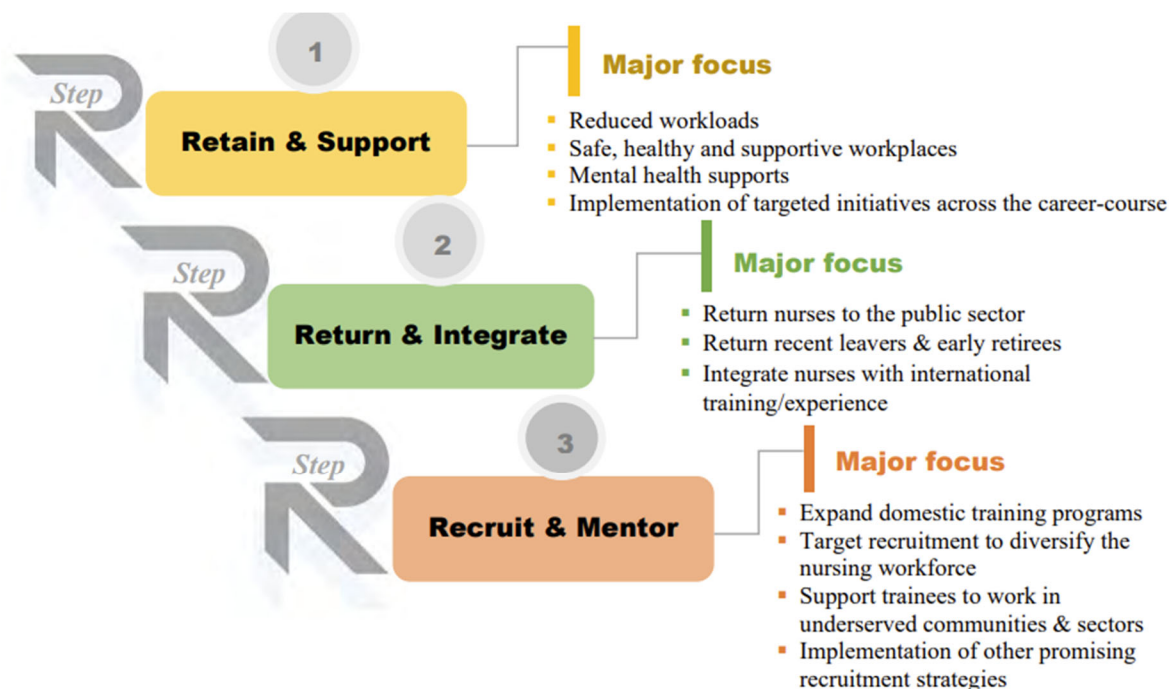 1
Step
Retain & Support
Major focus
Reduced workloads
Safe, healthy and supportive workplaces
Mental health supports
Implementation of targeted initiatives across the career-course
2
Step
Return & Integrate
Major focus
Return nurses to the public sector
Return recent leavers & early retirees
Integrate nurses with international
training/experience
3
Step
Recruit & Mentor
Major focus
Expand domestic training programs
Target recruitment to diversify the
nursing workforce
Support trainees to work in
underserved communities & sectors
Implementation of other promising
recruitment strategies